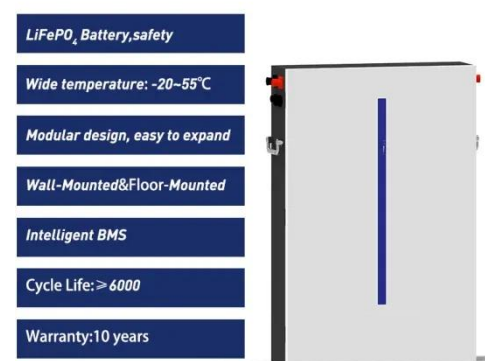 LiFePO₄ Battery,safety
Wide temperature: -20~55℃
Modular design, easy to expand
Wall-Mounted&Floor-Mounted
Intelligent BMS
Cycle Life:≥6000
Warranty:10 years